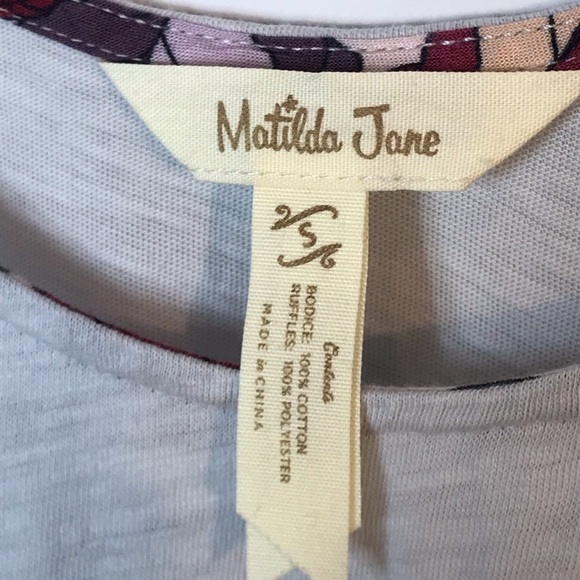 Matilda Jane
S
Contents
BODICE: 100% COTTON
RUFFLES: 100% POLYESTER
MADE in CHINA